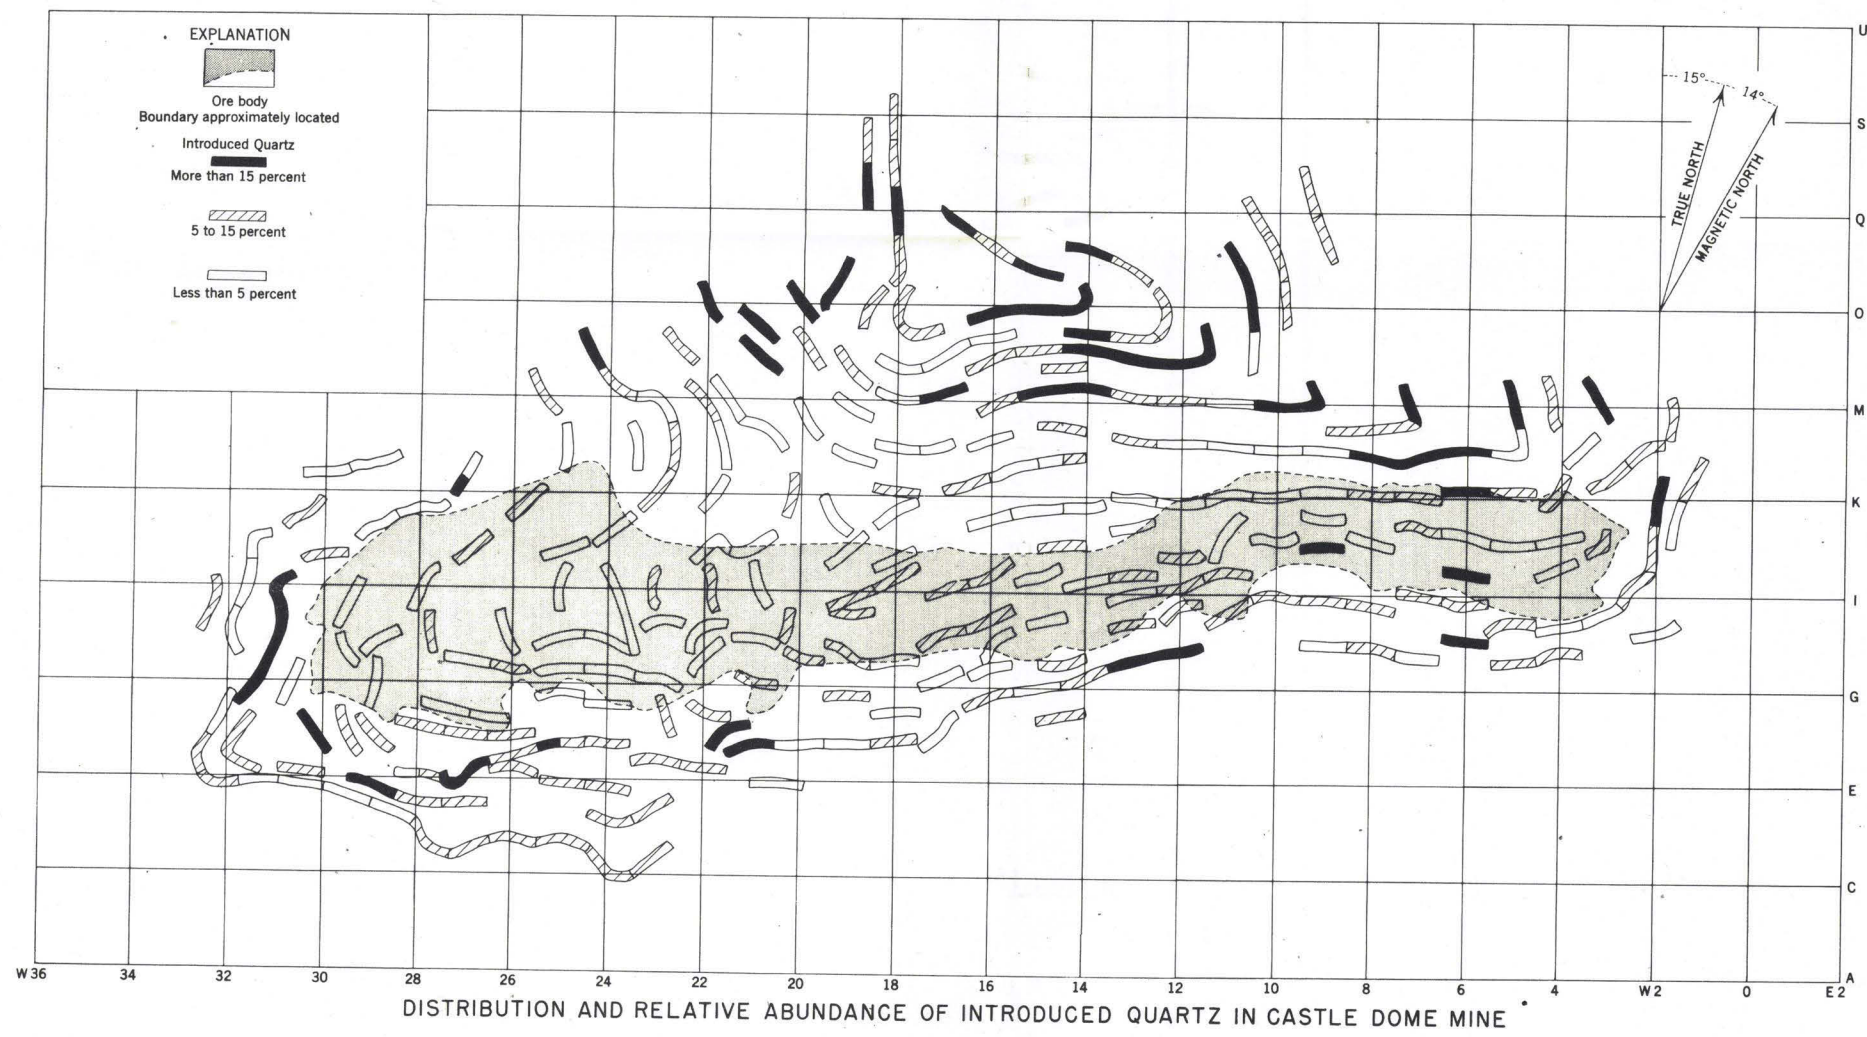 EXPLANATION
Ore body
Boundary approximately located
Introduced Quartz
More than 15 percent
5 to 15 percent
Less than 5 percent
15°
14°
TRUE NORTH
MAGNETIC NORTH
U
S
Q
O
M
K
I
G
E
C
A
W 36 34 32 30 28 26 24 22 20 18 16 14 12 10 8 6 4 W 2 0 E 2
DISTRIBUTION AND RELATIVE ABUNDANCE OF INTRODUCED QUARTZ IN CASTLE DOME MINE